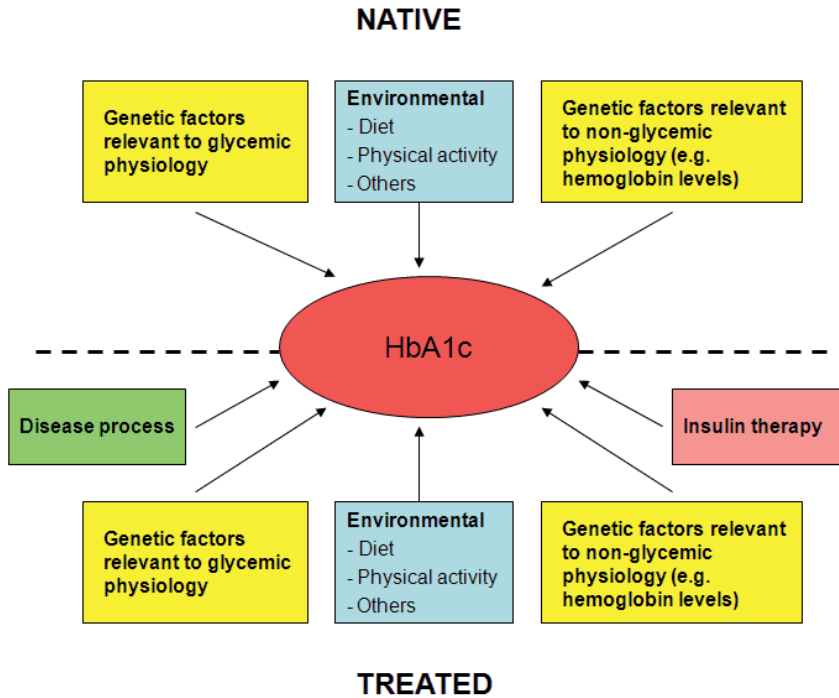 NATIVE
Genetic factors
relevant to glycemic
physiology
Environmental
- Diet
- Physical activity
- Others
Genetic factors relevant
to non-glycemic
physiology (e.g.
hemoglobin levels)
HbA1c
Disease process
Insulin therapy
Genetic factors
relevant to glycemic
physiology
Environmental
- Diet
- Physical activity
- Others
Genetic factors relevant
to non-glycemic
physiology (e.g.
hemoglobin levels)
TREATED